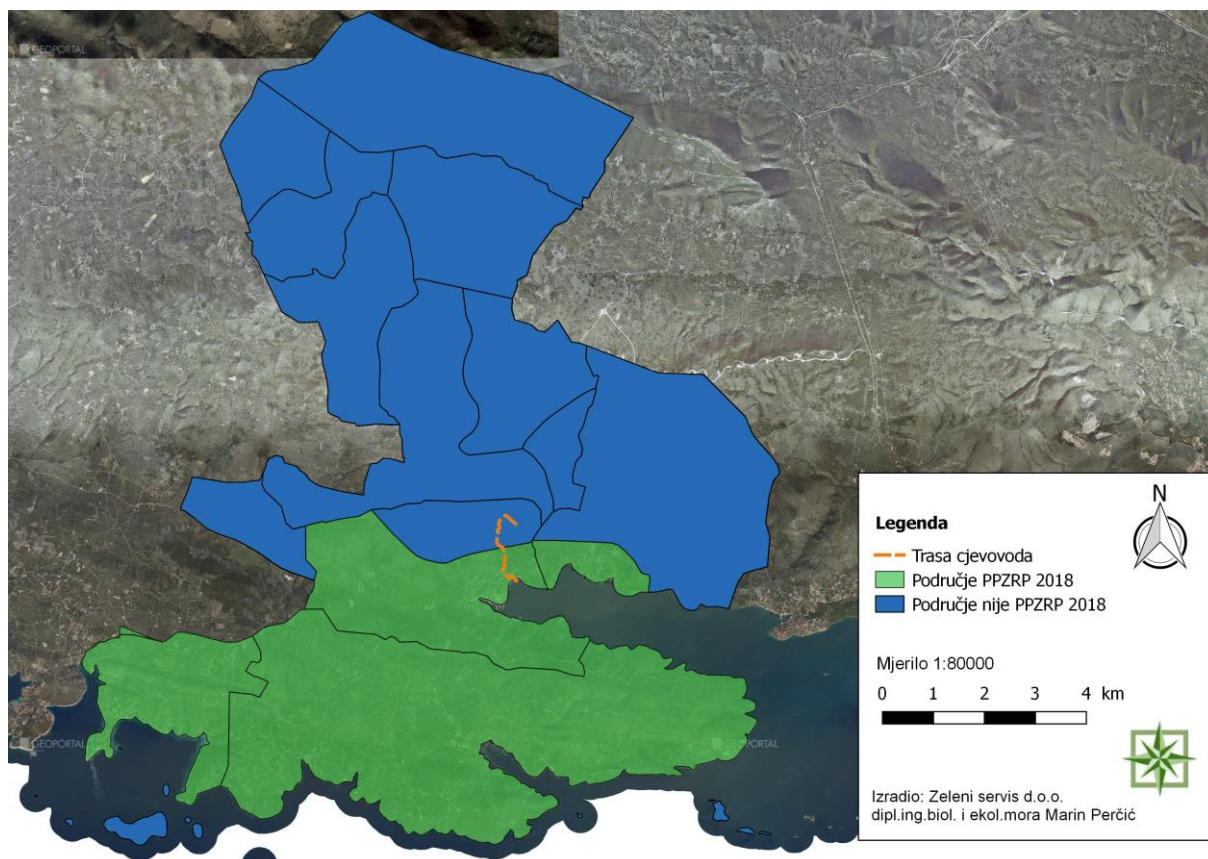 GEOPORTAL
GEOPORTAL
Legenda
N
Trasa cjevovoda
Područje PPZRP 2018
Područje nije PPZRP 2018
Mjerilo 1:80000
0 1 2 3 4 km
GEOPORTAL
GEOPORTAL
Izradio: Zeleni servis d.o.o.
dipl.ing.biol. i ekol.mora Marin Perčić